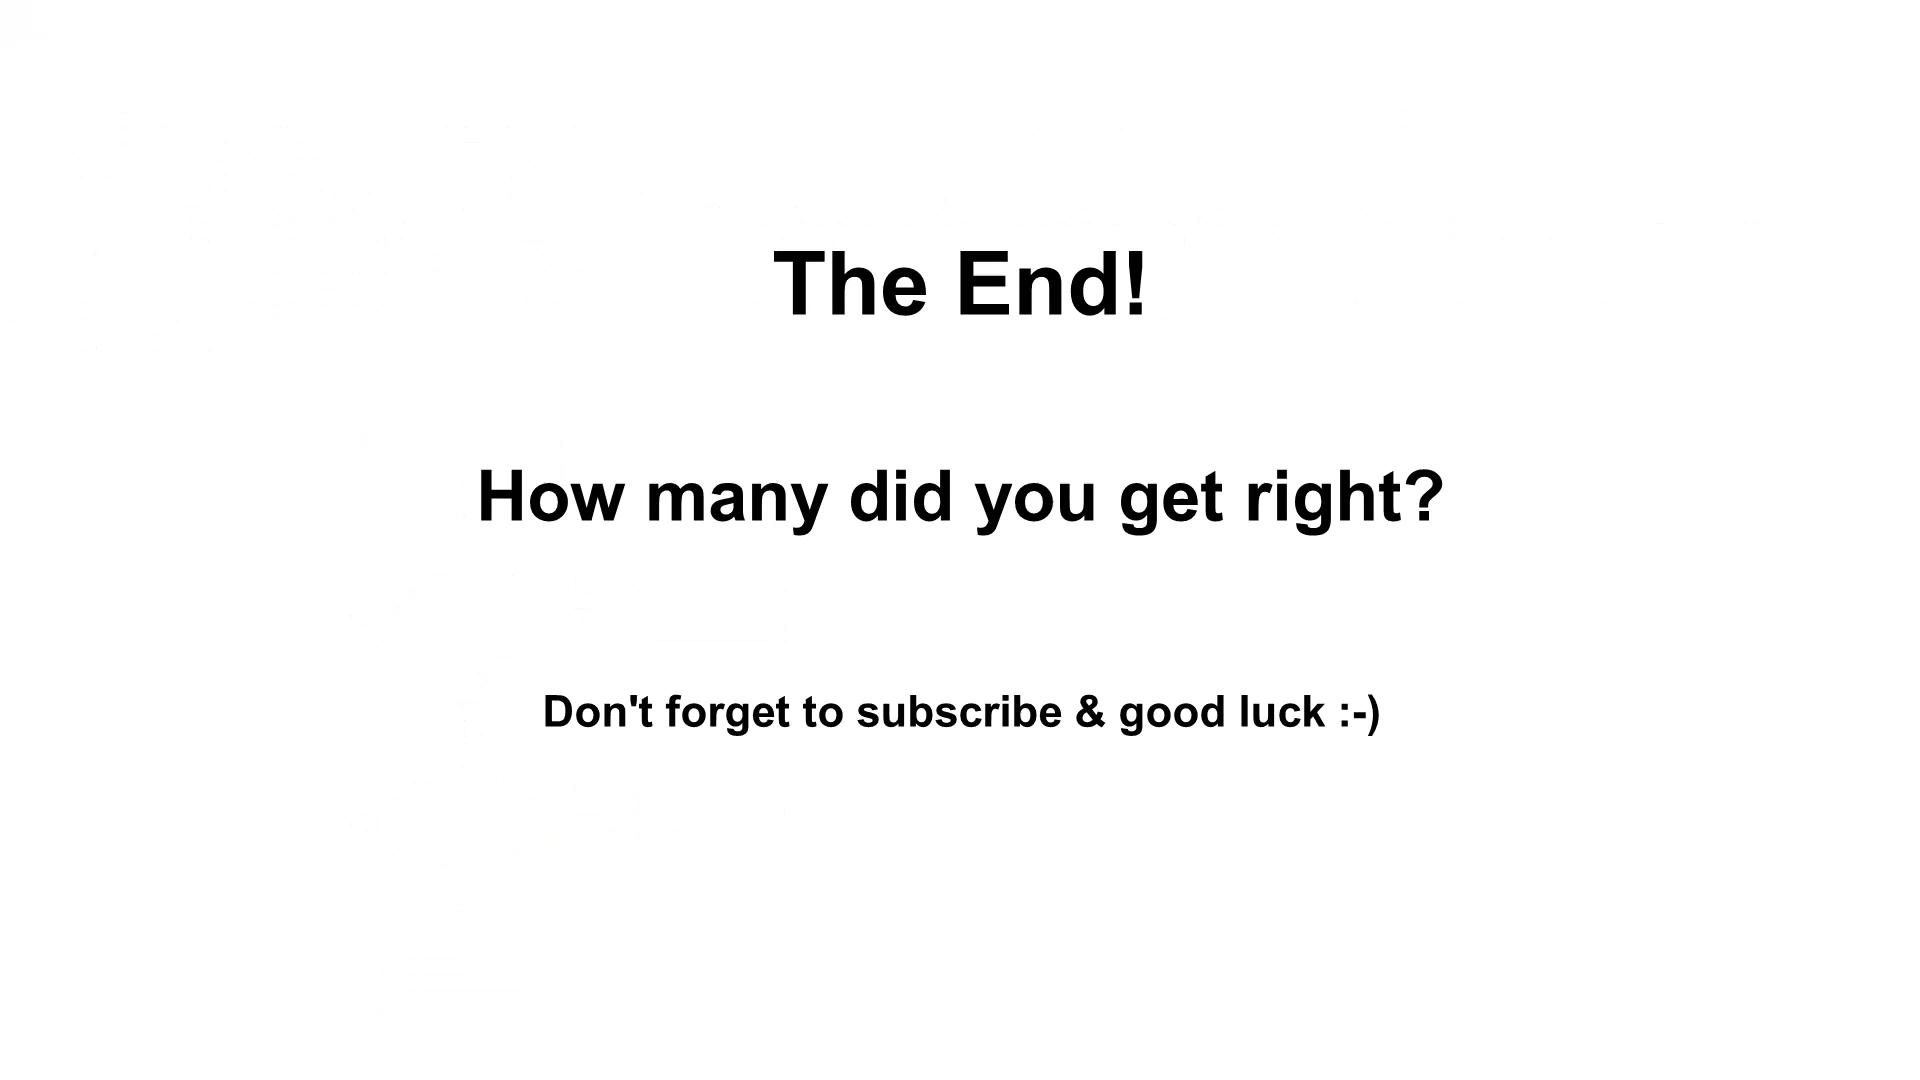 The End!
How many did you get right?
Don't forget to subscribe & good luck :-)